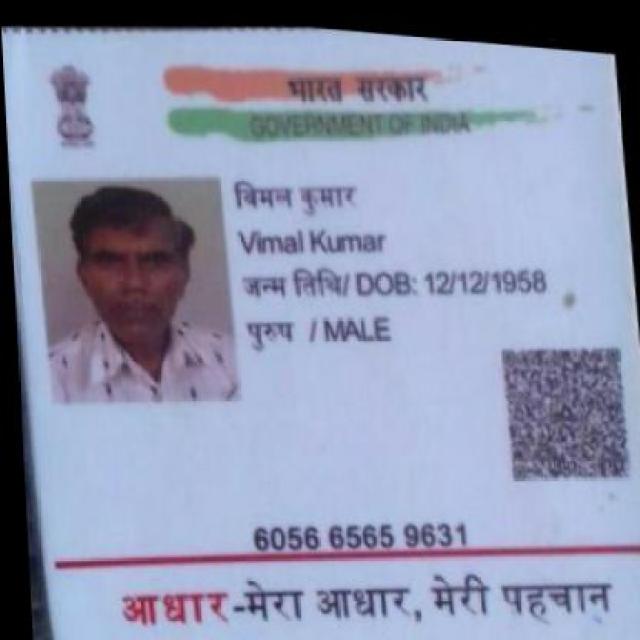 भारत सरकार
GOVERNMENT OF INDIA
विमल कुमार
Vimal Kumar
जन्म तिथि/ DOB: 12/12/1958
पुरुष / MALE
6056 6565 9631
आधार-मेरा आधार, मेरी पहचान